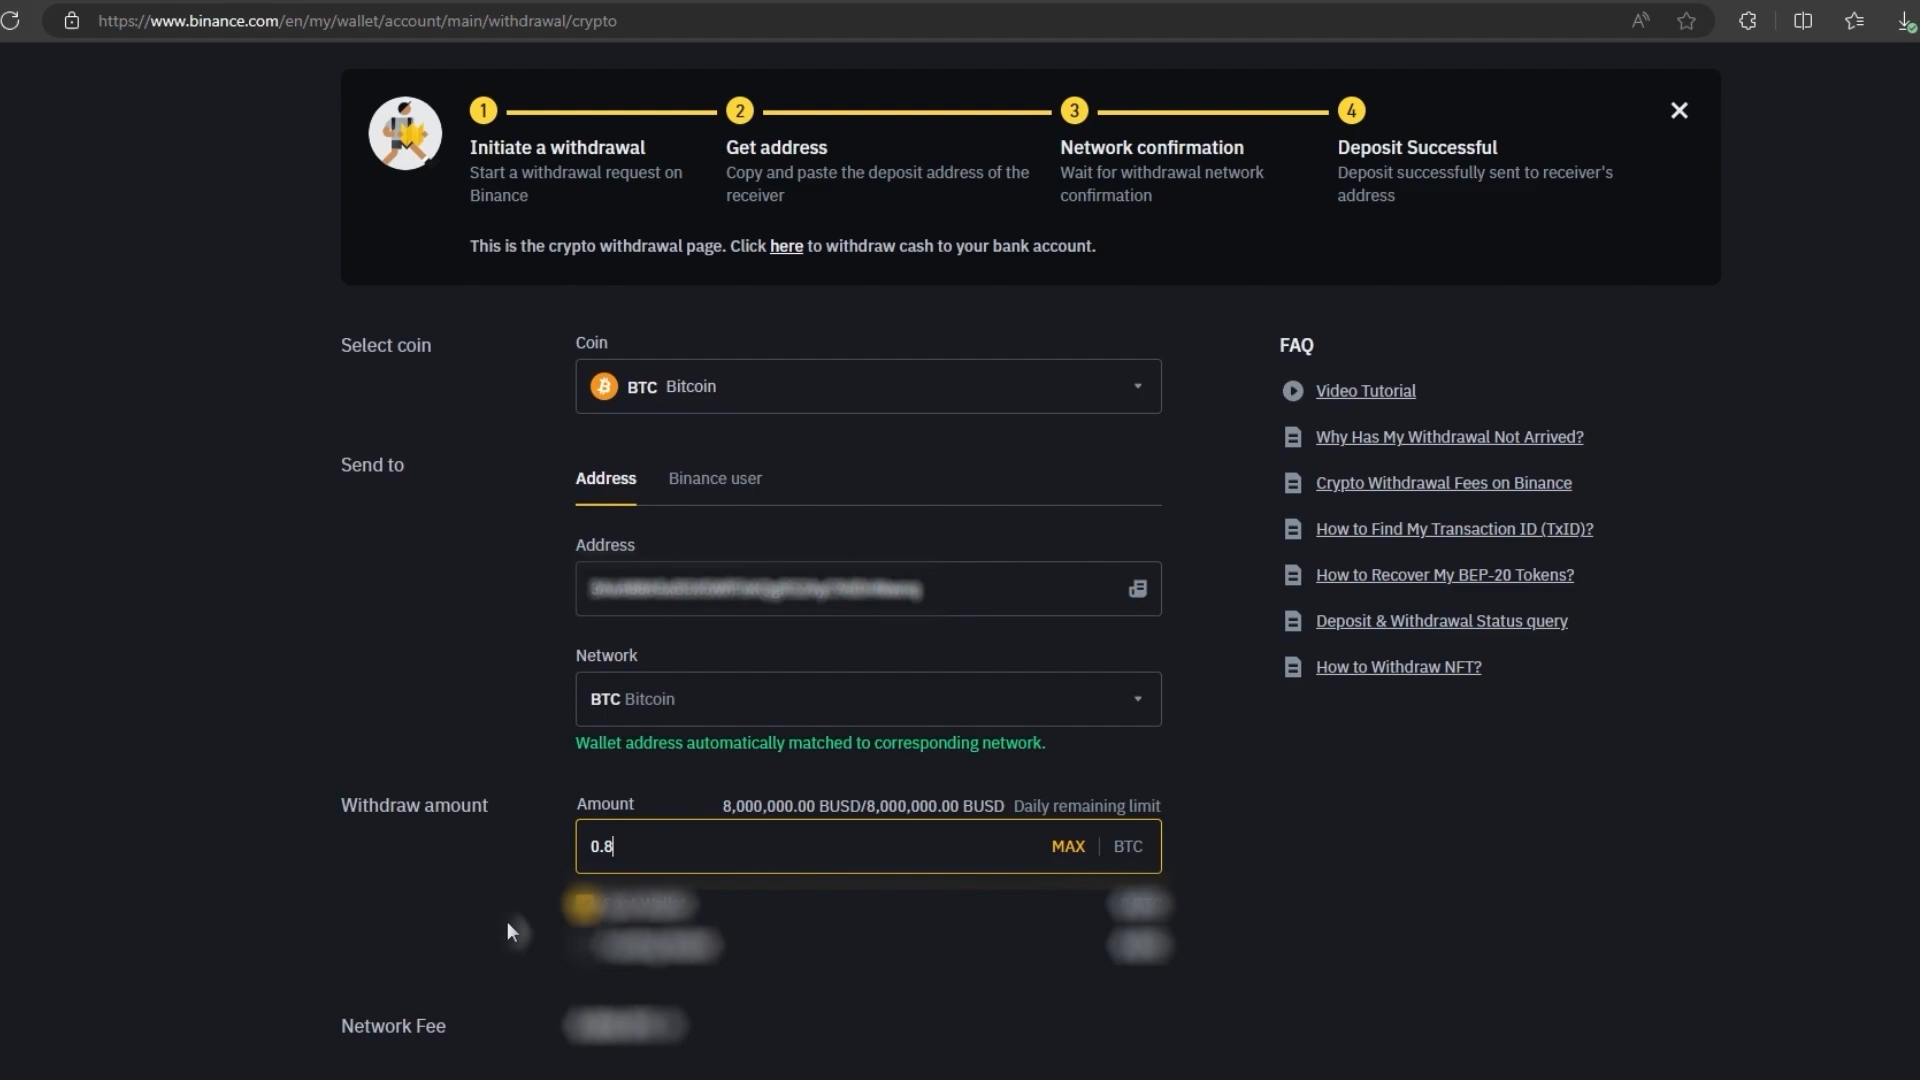 https://www.binance.com/en/my/wallet/account/main/withdrawal/crypto
1
2
3
4
Initiate a withdrawal
Start a withdrawal request on
Binance
Get address
Copy and paste the deposit address of the
receiver
Network confirmation
Wait for withdrawal network
confirmation
Deposit Successful
Deposit successfully sent to receiver's
address
This is the crypto withdrawal page. Click here to withdraw cash to your bank account.
Select coin
Coin
BTC Bitcoin
Send to
Address Binance user
Address
Network
BTC Bitcoin
Wallet address automatically matched to corresponding network.
Withdraw amount
Amount 8,000,000.00 BUSD/8,000,000.00 BUSD Daily remaining limit
0.8 MAX BTC
Network Fee
FAQ
Video Tutorial
Why Has My Withdrawal Not Arrived?
Crypto Withdrawal Fees on Binance
How to Find My Transaction ID (TxID)?
How to Recover My BEP-20 Tokens?
Deposit & Withdrawal Status query
How to Withdraw NFT?